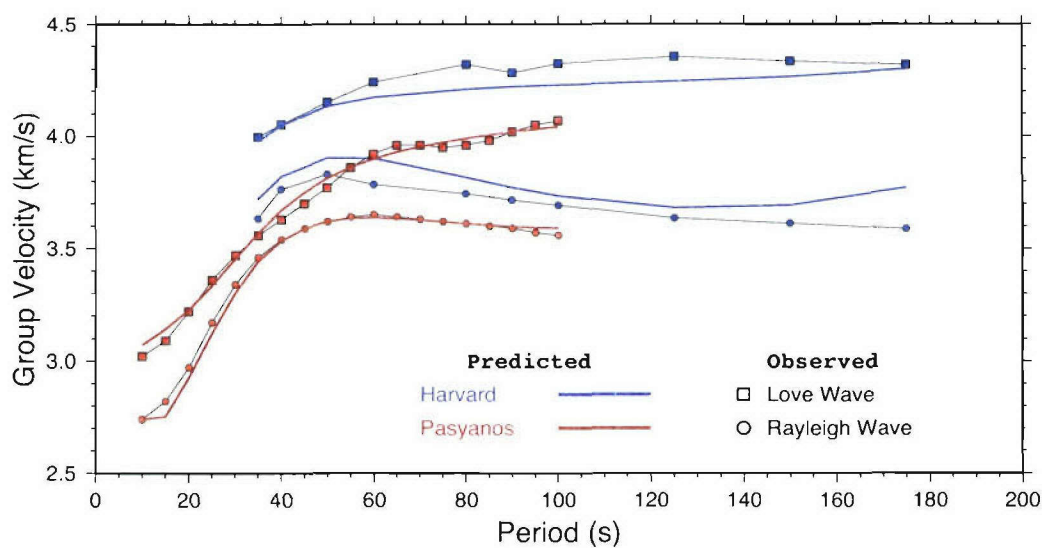 4.5
4.0
3.5
3.0
2.5
Group Velocity (km/s)
Predicted Observed
Harvard Love Wave
Pasyanos Rayleigh Wave
0 20 40 60 80 100 120 140 160 180 200
Period (s)